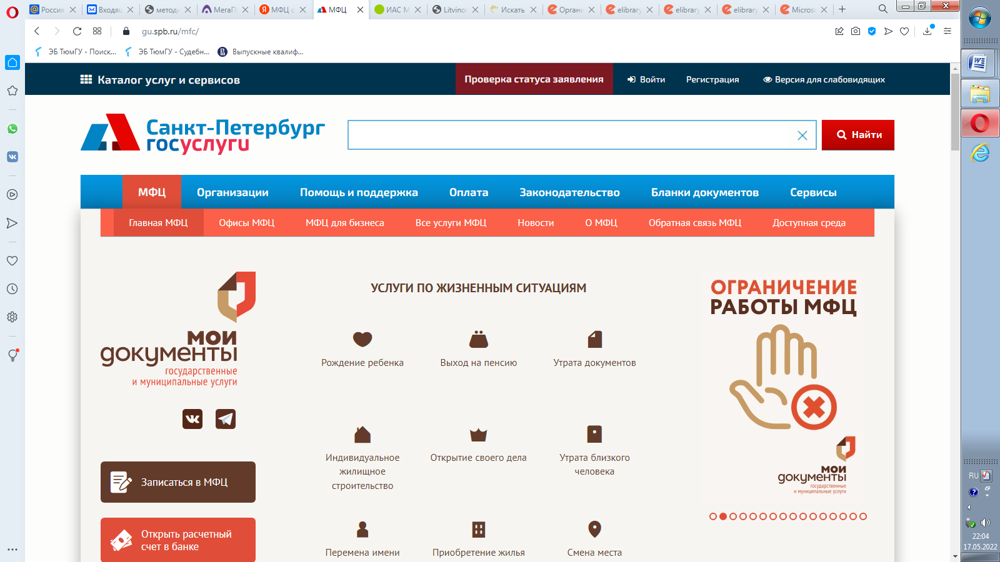 Россия
Входящ
методи
МегаП
МФЦ с
МФЦ
ИАС М
Litvino
Искать
Органи
elibrary
elibrary
elibrary
Micros
gu.spb.ru/mfc/
ЭБ ТюмГУ - Поиск...
ЭБ ТюмГУ - Судебн...
Выпускные квалиф...
Каталог услуг и сервисов
Проверка статуса заявления
Войти
Регистрация
Версия для слабовидящих
Санкт-Петербург
госуслуги
Найти
МФЦ
Организации
Помощь и поддержка
Оплата
Законодательство
Бланки документов
Сервисы
Главная МФЦ
Офисы МФЦ
МФЦ для бизнеса
Все услуги МФЦ
Новости
О МФЦ
Обратная связь МФЦ
Доступная среда
мои
документы
государственные
и муниципальные услуги
Записаться в МФЦ
Открыть расчетный
счет в банке
УСЛУГИ ПО ЖИЗНЕННЫМ СИТУАЦИЯМ
Рождение ребенка
Выход на пенсию
Утрата документов
Индивидуальное
жилищное
строительство
Открытие своего дела
Утрата близкого
человека
Перемена имени
Приобретение жилья
Смена места
ОГРАНИЧЕНИЕ
РАБОТЫ МФЦ
мои
документы
государственные
и муниципальные услуги
RU
22:04
17.05.2022